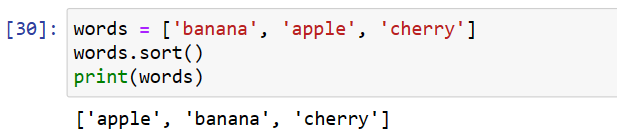 [30]: words = ['banana', 'apple', 'cherry']
words.sort()
print(words)
['apple', 'banana', 'cherry']